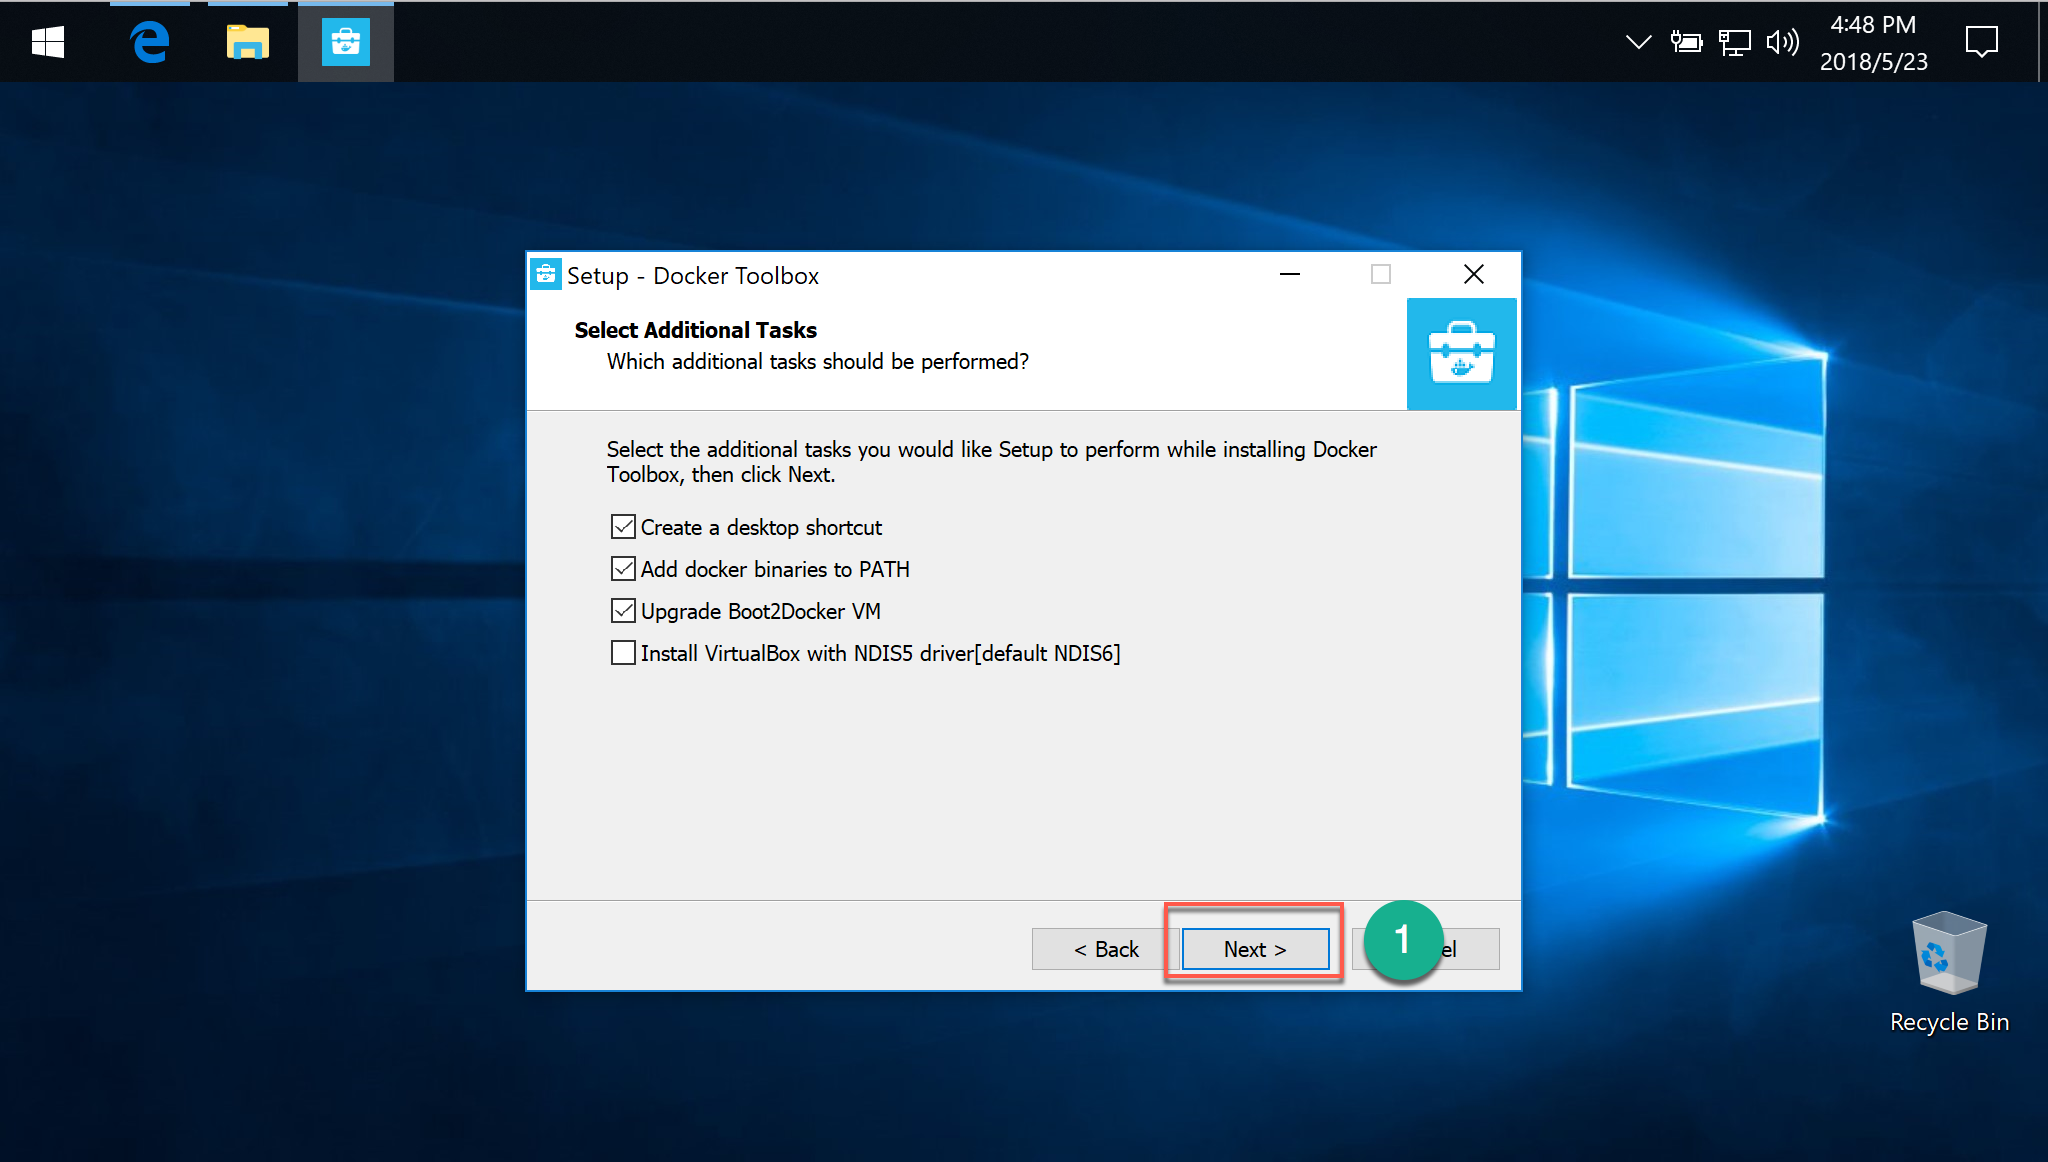 4:48 PM
2018/5/23
Setup - Docker Toolbox
Select Additional Tasks
Which additional tasks should be performed?
Select the additional tasks you would like Setup to perform while installing Docker
Toolbox, then click Next.
Create a desktop shortcut
Add docker binaries to PATH
Upgrade Boot2Docker VM
Install VirtualBox with NDIS5 driver[default NDIS6]
< Back
Next >
1
el
Recycle Bin